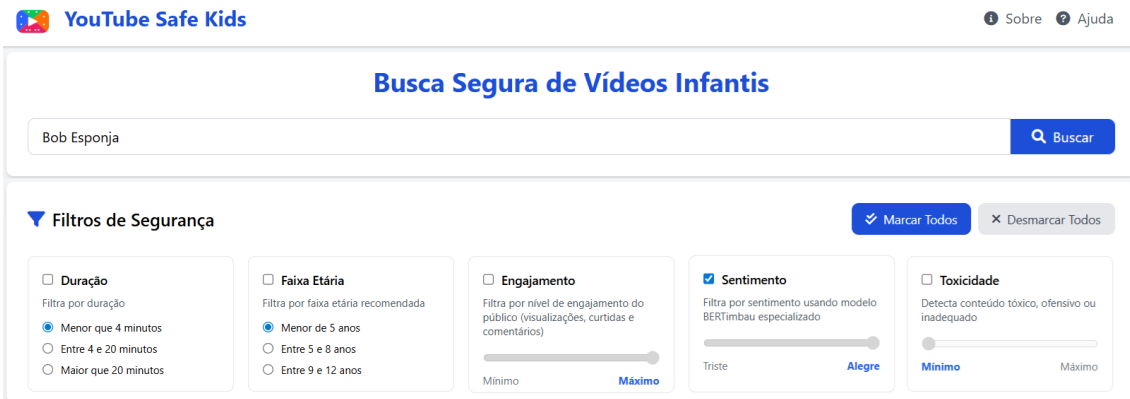 YouTube Safe Kids
Sobre Ajuda
Busca Segura de Vídeos Infantis
Bob Esponja
Buscar
Filtros de Segurança
Marcar Todos
Desmarcar Todos
Duração
Filtra por duração
Menor que 4 minutos
Entre 4 e 20 minutos
Maior que 20 minutos
Faixa Etária
Filtra por faixa etária recomendada
Menor de 5 anos
Entre 5 e 8 anos
Entre 9 e 12 anos
Engajamento
Filtra por nível de engajamento do
público (visualizações, curtidas e
comentários)
Mínimo Máximo
Sentimento
Filtra por sentimento usando modelo
BERTimbau especializado
Triste Alegre
Toxicidade
Detecta conteúdo tóxico, ofensivo ou
inadequado
Mínimo Máximo